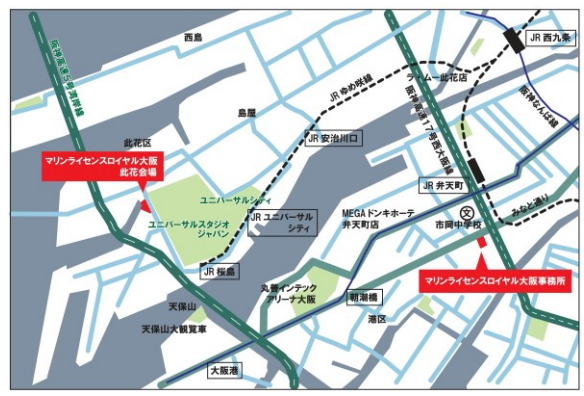 西島
JR 西九条
阪神高速5号湾岸線
JR ゆめ咲線
ラ・ムー此花店
阪神高速17号西大阪線
阪神なんば線
島屋
此花区
JR 安治川口
マリンライセンスロイヤル大阪
此花会場
JR 弁天町
みなと通り
ユニバーサルシティ
MEGAドンキホーテ
弁天町店
文
市岡中学校
ユニバーサルスタジオ
ジャパン
JR ユニバーサル
シティ
JR 桜島
マリンライセンスロイヤル大阪事務所
丸善インテック
アリーナ大阪
朝潮橋
港区
天保山
天保山大観覧車
大阪港